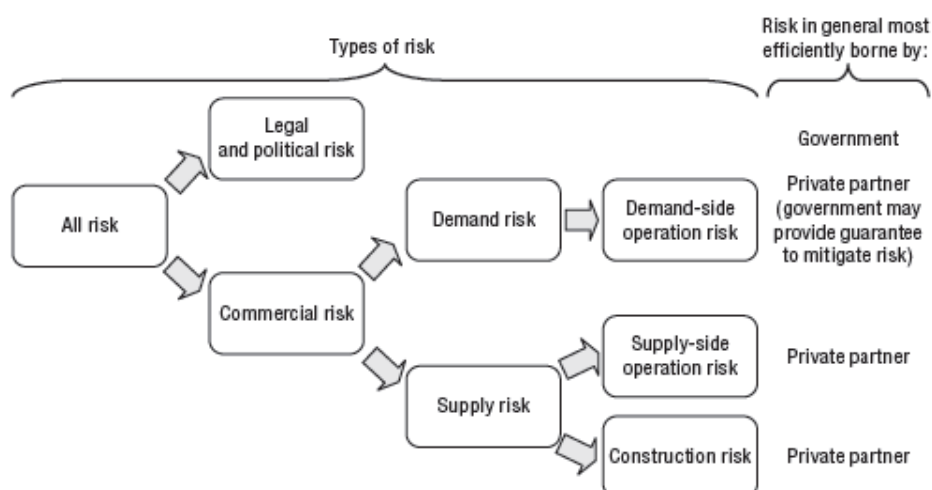 Types of risk
Risk in general most
efficiently borne by:
Legal
and political risk
Government
All risk
Demand risk
Demand-side
operation risk
Private partner
(government may
provide guarantee
to mitigate risk)
Commercial risk
Supply-side
operation risk
Private partner
Supply risk
Construction risk
Private partner